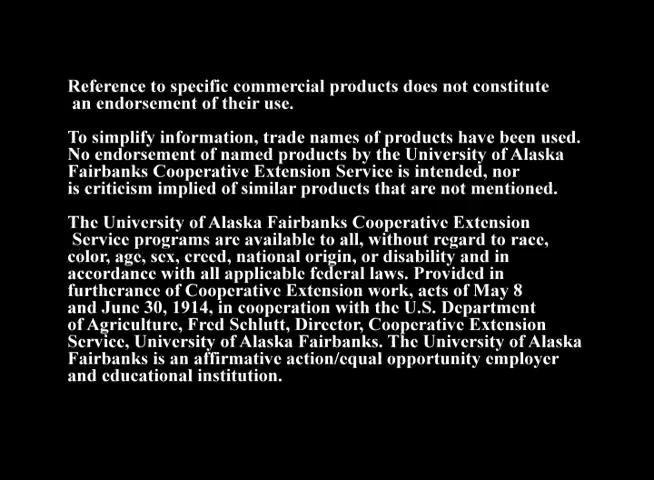 Reference to specific commercial products does not constitute
an endorsement of their use.
To simplify information, trade names of products have been used.
No endorsement of named products by the University of Alaska
Fairbanks Cooperative Extension Service is intended, nor
is criticism implied of similar products that are not mentioned.
The University of Alaska Fairbanks Cooperative Extension
Service programs are available to all, without regard to race,
color, age, sex, creed, national origin, or disability and in
accordance with all applicable federal laws. Provided in
furtherance of Cooperative Extension work, acts of May 8
and June 30, 1914, in cooperation with the U.S. Department
of Agriculture, Fred Schlutt, Director, Cooperative Extension
Service, University of Alaska Fairbanks. The University of Alaska
Fairbanks is an affirmative action/equal opportunity employer
and educational institution.